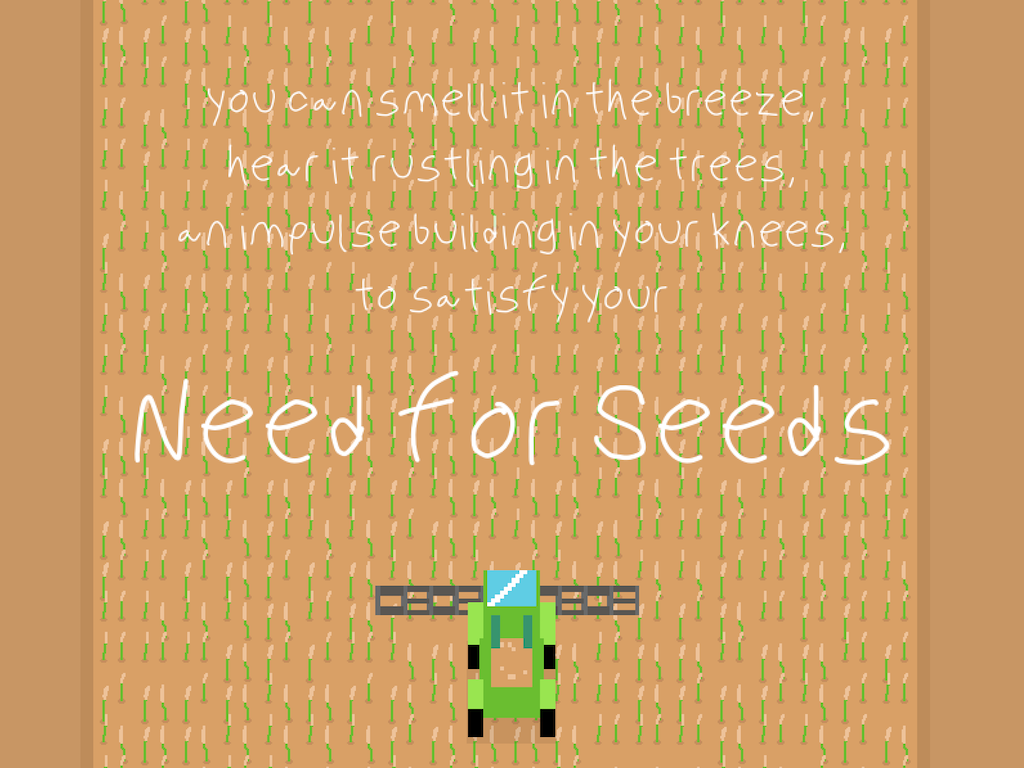 you can smell it in the breeze,
hear it rustling in the trees,
an impulse building in your knees,
to satisfy your
Need for Seeds